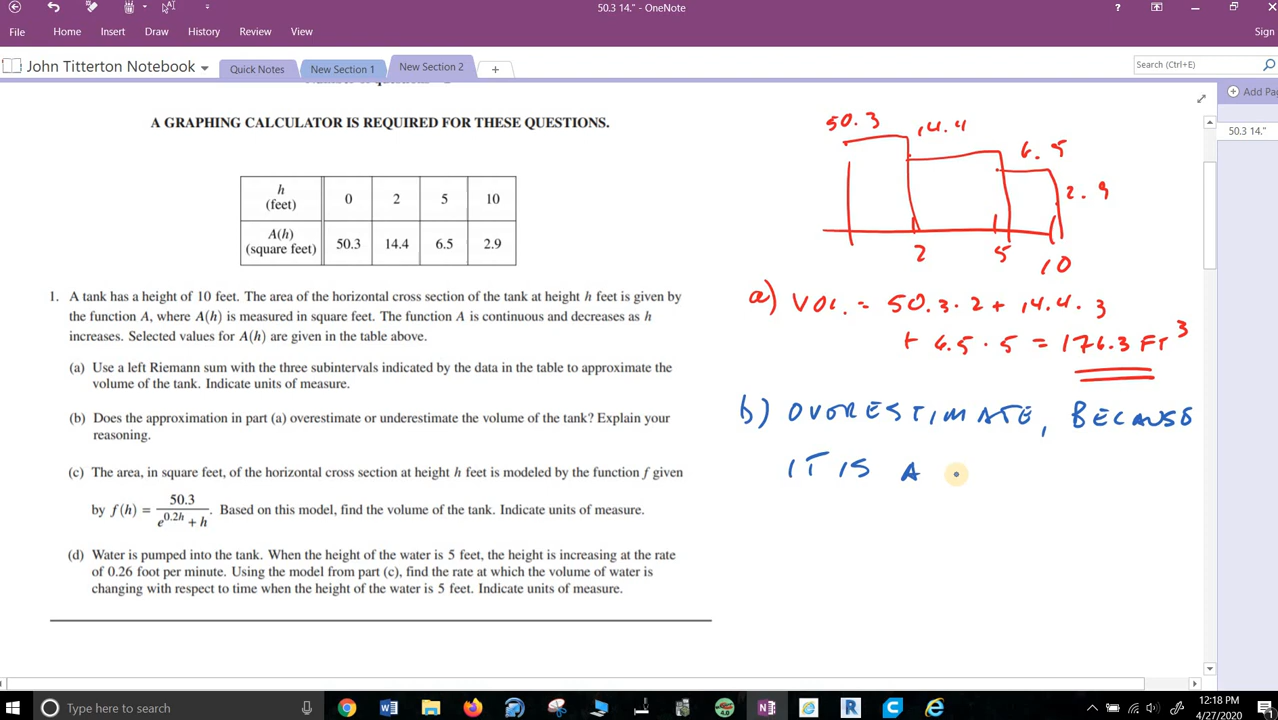 50.3 14." - OneNote
File Home Insert Draw History Review View
Sign
John Titterton Notebook Quick Notes New Section 1 New Section 2 +
Search (Ctrl+E)
Add Pag
50.3 14."
A GRAPHING CALCULATOR IS REQUIRED FOR THESE QUESTIONS.
h (feet) 0 2 5 10
A(h) (square feet) 50.3 14.4 6.5 2.9
1. A tank has a height of 10 feet. The area of the horizontal cross section of the tank at height h feet is given by
the function A, where A(h) is measured in square feet. The function A is continuous and decreases as h
increases. Selected values for A(h) are given in the table above.
(a) Use a left Riemann sum with the three subintervals indicated by the data in the table to approximate the
volume of the tank. Indicate units of measure.
(b) Does the approximation in part (a) overestimate or underestimate the volume of the tank? Explain your
reasoning.
(c) The area, in square feet, of the horizontal cross section at height h feet is modeled by the function f given
by f(h) = 50.3 / (e^0.2h + h). Based on this model, find the volume of the tank. Indicate units of measure.
(d) Water is pumped into the tank. When the height of the water is 5 feet, the height is increasing at the rate
of 0.26 foot per minute. Using the model from part (c), find the rate at which the volume of water is
changing with respect to time when the height of the water is 5 feet. Indicate units of measure.
50.3 14.4 6.5
2.9
2 5 10
a) VOL. = 50.3 · 2 + 14.4 · 3
+ 6.5 · 5 = 176.3 FT³
b) OVERESTIMATE, BECAUSE
IT IS A
Type here to search
12:18 PM
4/27/2020